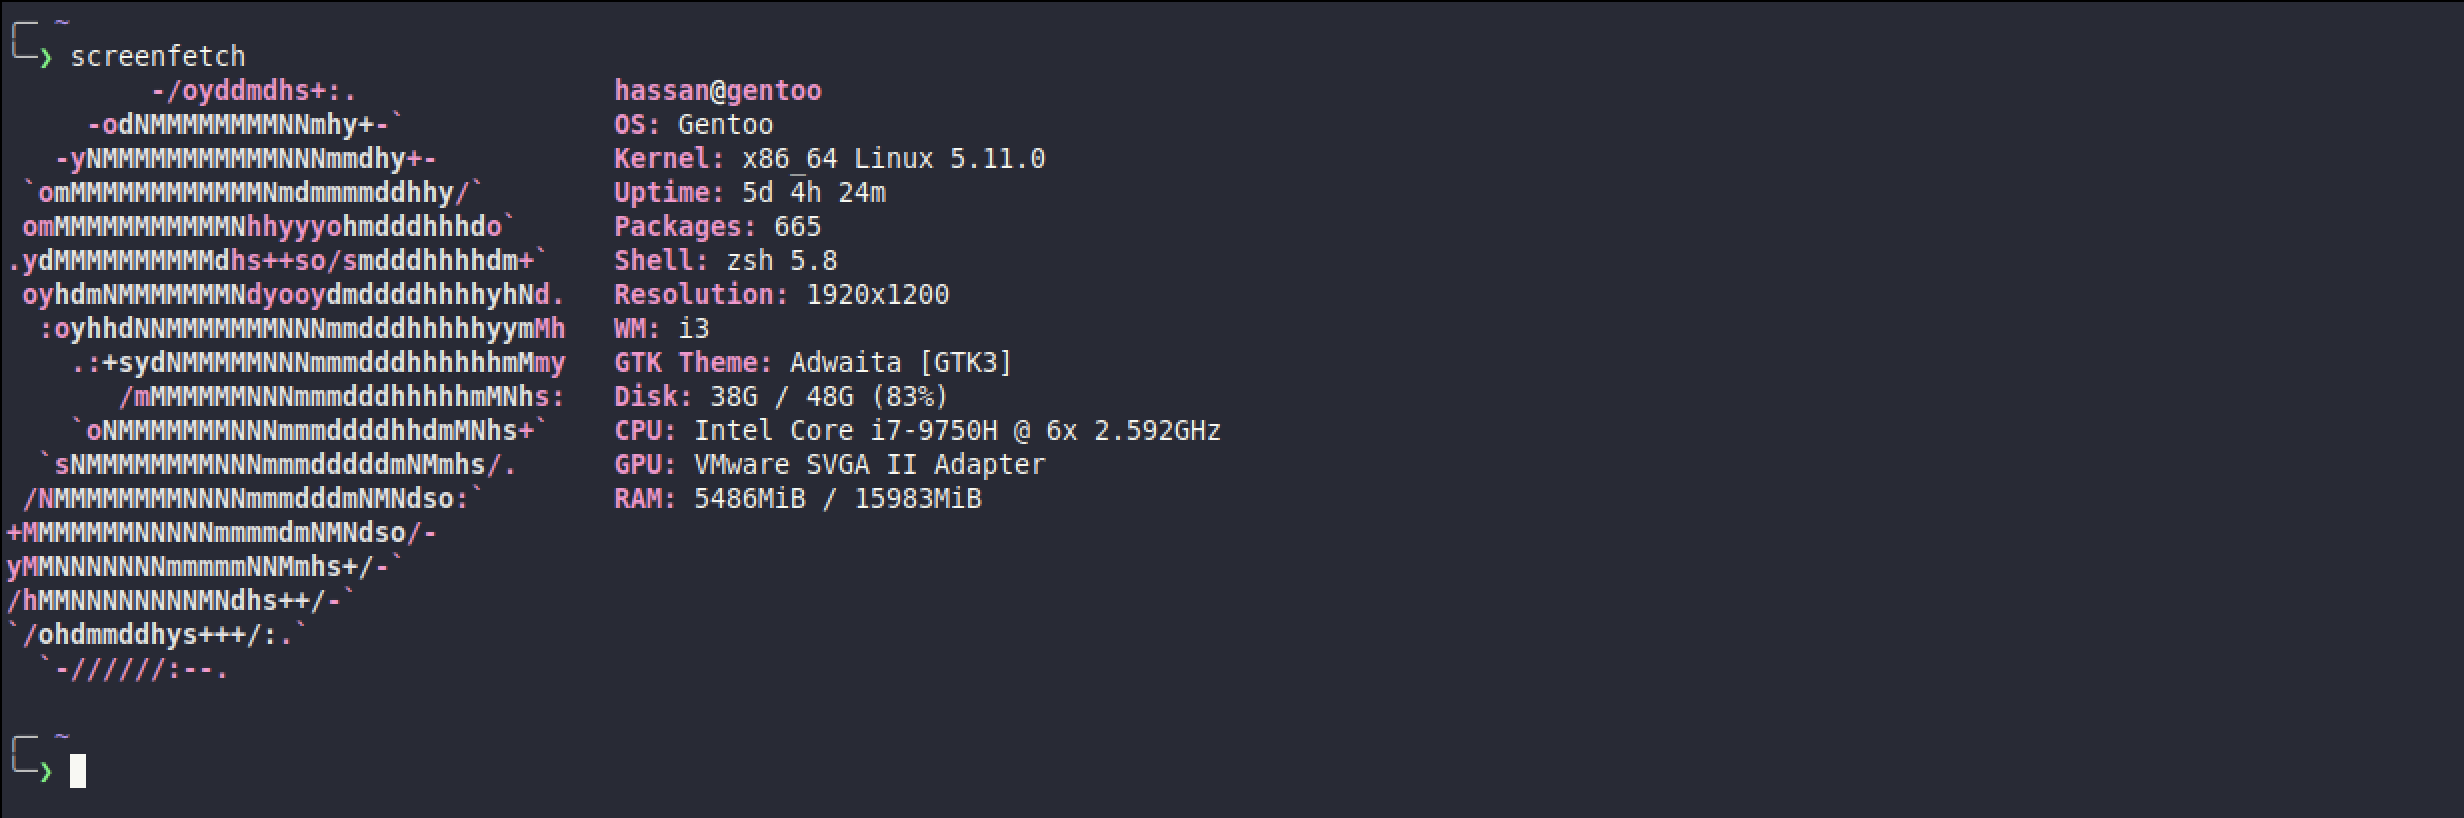 ~
❯ screenfetch
         -/oyddmdhs+:.                hassan@gentoo
     -odNMMMMMMMMNNmhy+-`             OS: Gentoo
   -yNMMMMMMMMMMMNNNmmdhy+-           Kernel: x86_64 Linux 5.11.0
 `omMMMMMMMMMMMMNmdmmmmddhhy/`        Uptime: 5d 4h 24m
 omMMMMMMMMMMMNhhyyyohmdddhhhdo`      Packages: 665
.ydMMMMMMMMMMdhs++so/smdddhhhhdm+`    Shell: zsh 5.8
 oyhdmNMMMMMMMNdyooydmddddhhhhyhNd.   Resolution: 1920x1200
  :oyhhdNNMMMMMMMNNNmmdddhhhhhyymMh   WM: i3
    .:+sydNMMMMMNNNmmmdddhhhhhhmMmy   GTK Theme: Adwaita [GTK3]
       /mMMMMMMNNNmmmdddhhhhhmMNhs:   Disk: 38G / 48G (83%)
    `oNMMMMMMMNNNmmmddddhhdmMNhs+`    CPU: Intel Core i7-9750H @ 6x 2.592GHz
  `sNMMMMMMMMNNNmmmdddddmNMmhs/.      GPU: VMware SVGA II Adapter
 /NMMMMMMMMNNNNmmmdddmNMNdso:`        RAM: 5486MiB / 15983MiB
+MMMMMMMNNNNNmmmmdmNMNdso/-
yMMNNNNNNNmmmmmNNMmhs+/-`
/hMMNNNNNNNNMNdhs++/-`
`/ohdmmddhys+++/:.`
  `-//////:--.
~
❯